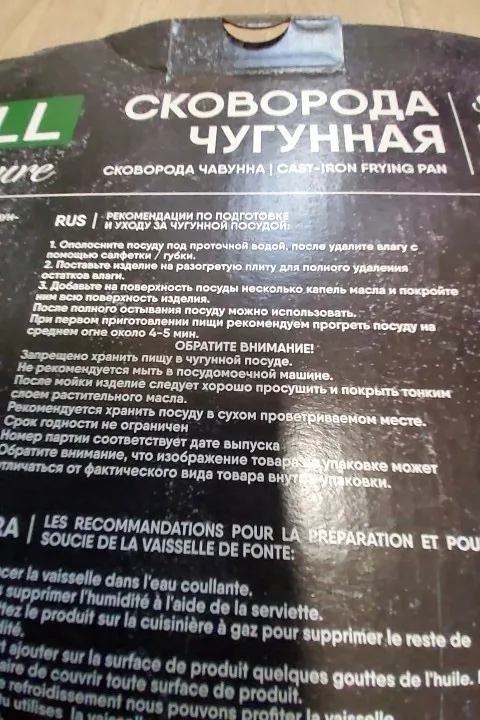 LL
СКОВОРОДА
ЧУГУННАЯ
СКОВОРОДА ЧАВУННА | CAST-IRON FRYING PAN
RUS | РЕКОМЕНДАЦИИ ПО ПОДГОТОВКЕ
И УХОДУ ЗА ЧУГУННОЙ ПОСУДОЙ:
1. Ополосните посуду под проточной водой, после удалите влагу с
помощью салфетки / губки.
2. Поставьте изделие на разогретую плиту для полного удаления
остатков влаги.
3. Добавьте на поверхность посуды несколько капель масла и покройте
ним всю поверхность изделия.
После полного остывания посуду можно использовать.
При первом приготовлении пищи рекомендуем прогреть посуду на
среднем огне около 4-5 мин.
ОБРАТИТЕ ВНИМАНИЕ!
Запрещено хранить пищу в чугунной посуде.
Не рекомендуется мыть в посудомоечной машине.
После мойки изделие следует хорошо просушить и покрыть тонким
слоем растительного масла.
Рекомендуется хранить посуду в сухом проветриваемом месте.
Срок годности не ограничен
Номер партии соответствует дате выпуска
Обратите внимание, что изображение товара на упаковке может
отличаться от фактического вида товара внутри упаковки.
RA | LES RECOMMANDATIONS POUR LA PRÉPARATION ET POU
SOUCIE DE LA VAISSELLE DE FONTE:
cer la vaisselle dans l'eau coullante.
supprimer l'humidité à l'aide de la serviette.
tez le produit sur la cuisinière à gaz pour supprimer le reste de
dité.
t ajouter sur la surface de produit quelques gouttes de l'huile.
aire de couvrir toute surface de produit.
refroidissement nous pouvons profiter la vaisselle.
utilises la vaisselle